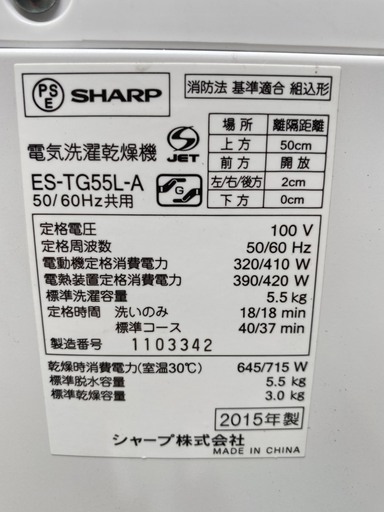 PS E SHARP
消防法 基準適合 組込形
電気洗濯乾燥機 S JET
ES-TG55L-A
50/60Hz共用 G
場所 離隔距離
上方 50cm
前方 開放
左/右/後方 2cm
下方 0cm
定格電圧 100 V
定格周波数 50/60 Hz
電動機定格消費電力 320/410 W
電熱装置定格消費電力 390/420 W
標準洗濯容量 5.5 kg
定格時間 洗いのみ 18/18 min
標準コース 40/37 min
製造番号 1103342
乾燥時消費電力(室温30℃) 645/715 W
標準脱水容量 5.5 kg
標準乾燥容量 3.0 kg
2015年製
シャープ株式会社
MADE IN CHINA